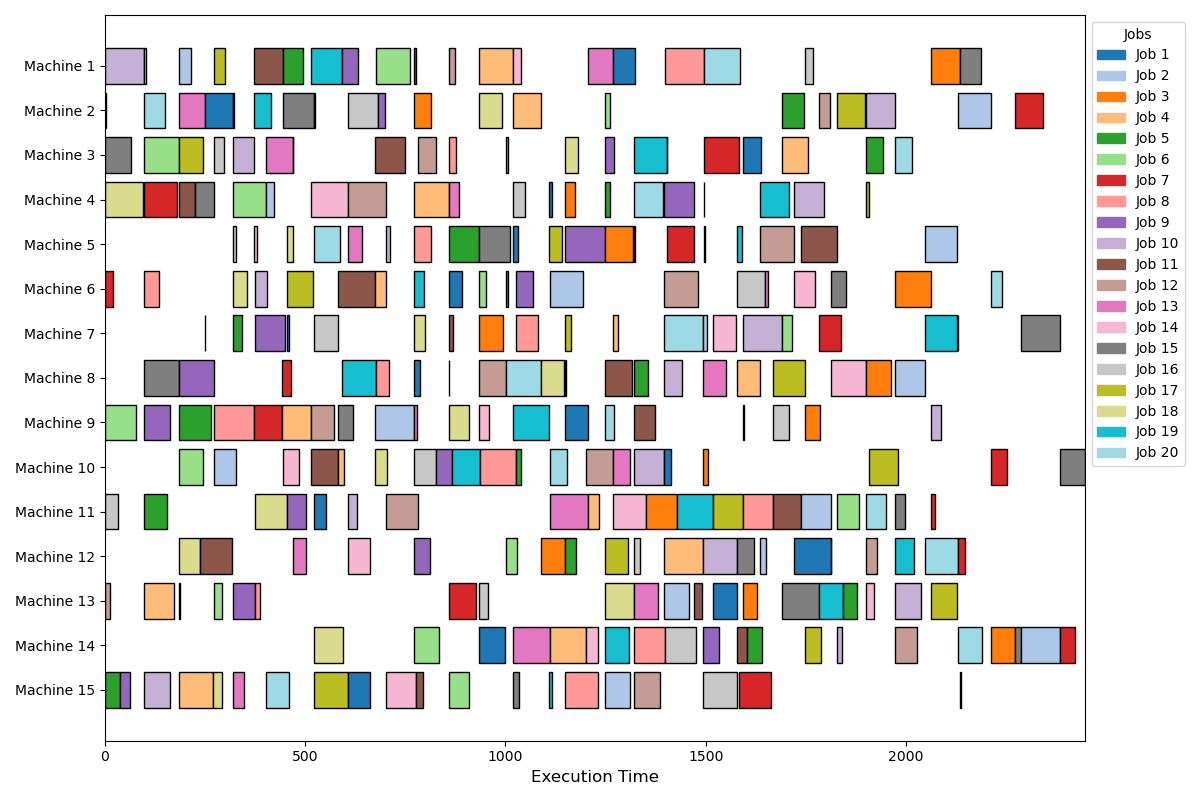 Machine 1
Machine 2
Machine 3
Machine 4
Machine 5
Machine 6
Machine 7
Machine 8
Machine 9
Machine 10
Machine 11
Machine 12
Machine 13
Machine 14
Machine 15
0 500 1000 1500 2000
Execution Time
Jobs
Job 1
Job 2
Job 3
Job 4
Job 5
Job 6
Job 7
Job 8
Job 9
Job 10
Job 11
Job 12
Job 13
Job 14
Job 15
Job 16
Job 17
Job 18
Job 19
Job 20